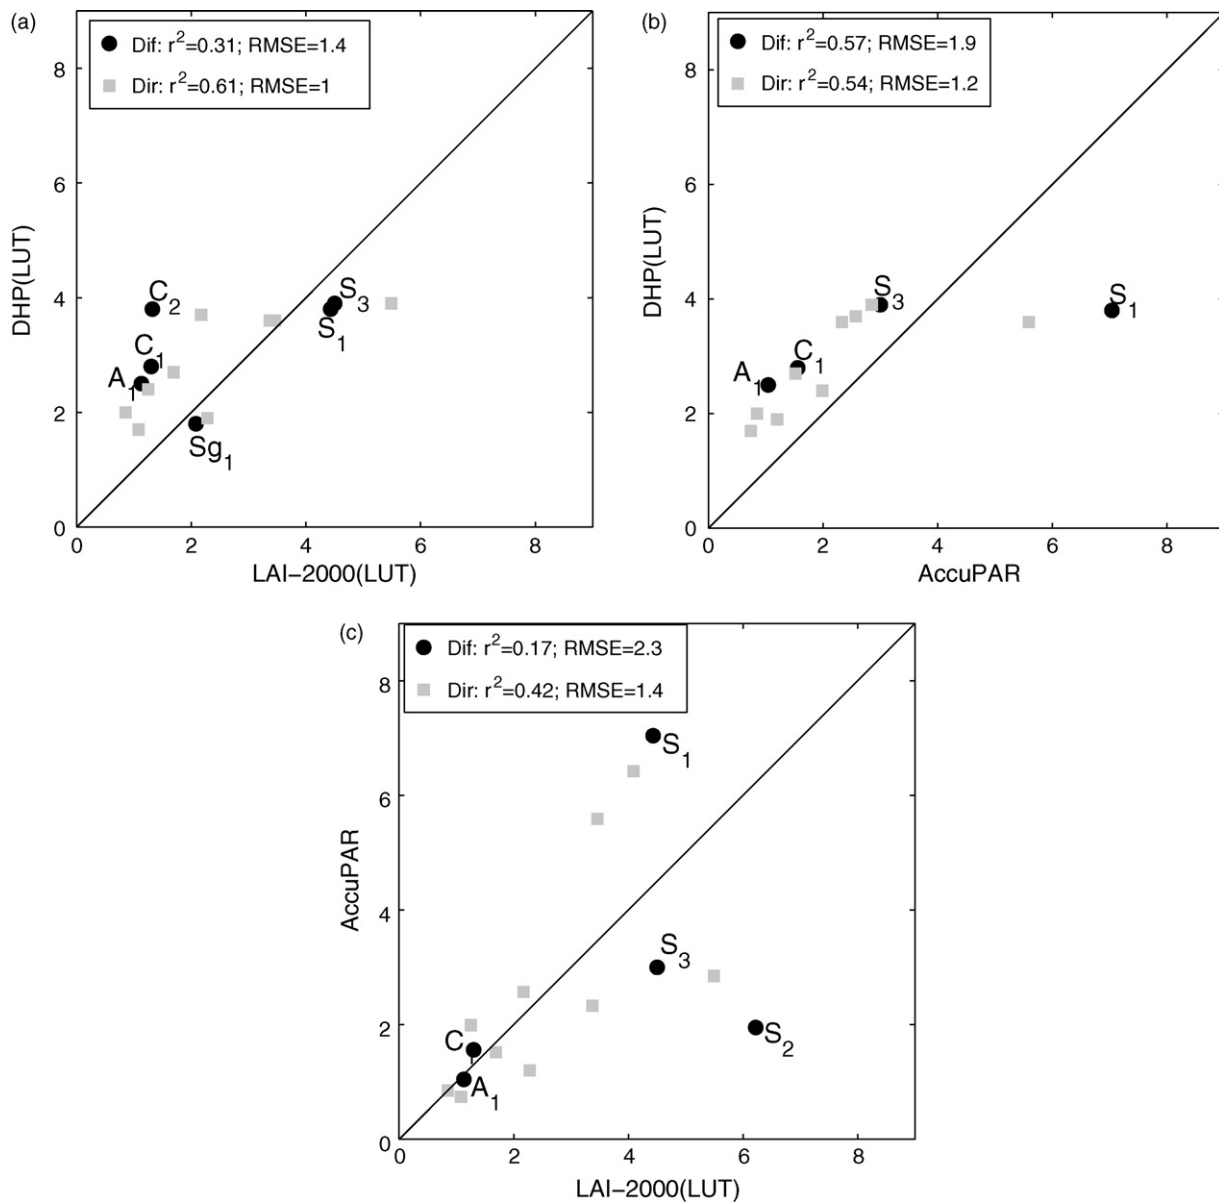 (a)
Dif: r²=0.31; RMSE=1.4
Dir: r²=0.61; RMSE=1
8
6
4
2
0
DHP(LUT)
C₂
C₁
A₁
S₃
S₁
Sg₁
0 2 4 6 8
LAI−2000(LUT)
(b)
Dif: r²=0.57; RMSE=1.9
Dir: r²=0.54; RMSE=1.2
8
6
4
2
0
DHP(LUT)
S₃
S₁
C₁
A₁
0 2 4 6 8
AccuPAR
(c)
Dif: r²=0.17; RMSE=2.3
Dir: r²=0.42; RMSE=1.4
8
6
4
2
0
AccuPAR
S₁
S₃
S₂
C₁
A₁
0 2 4 6 8
LAI−2000(LUT)